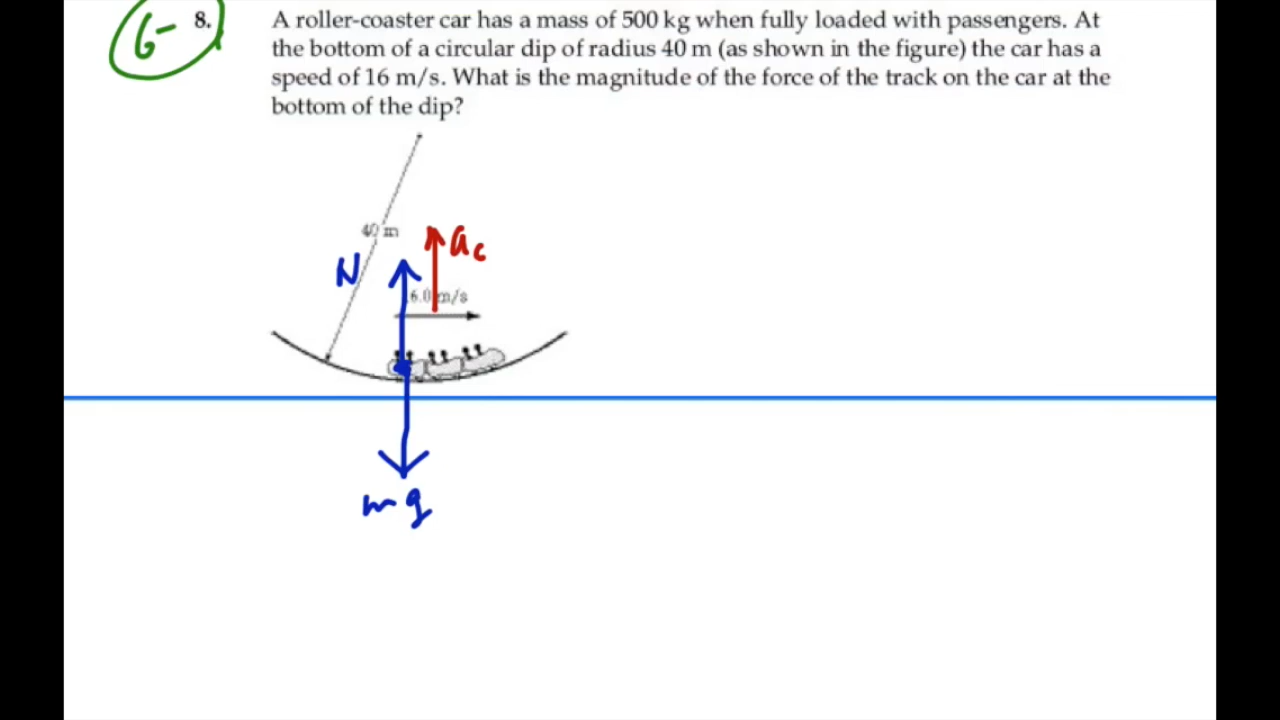 6- 8. A roller-coaster car has a mass of 500 kg when fully loaded with passengers. At
the bottom of a circular dip of radius 40 m (as shown in the figure) the car has a
speed of 16 m/s. What is the magnitude of the force of the track on the car at the
bottom of the dip?
40 m
ac
N
6.0 m/s
mg